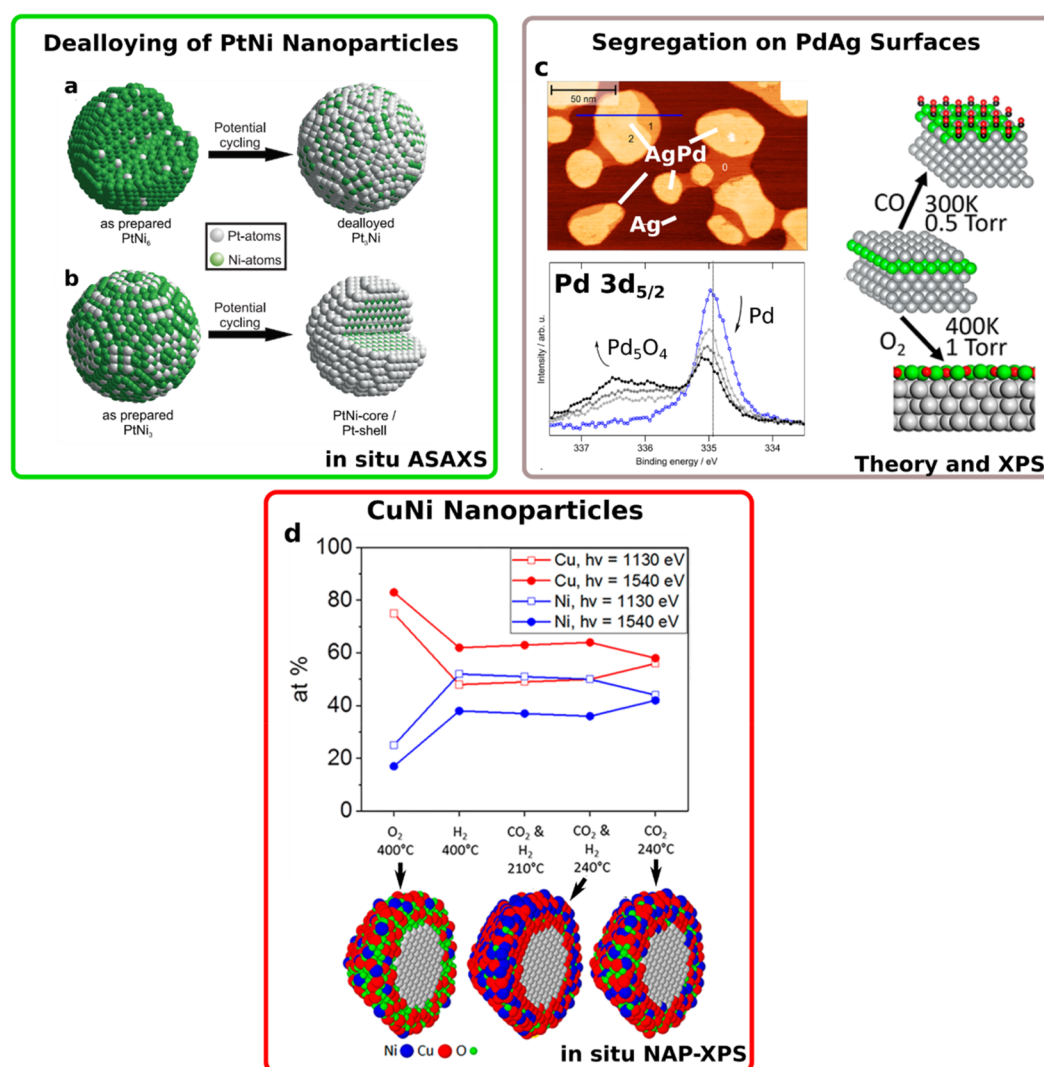 Dealloying of PtNi Nanoparticles
a
Potential
cycling
as prepared
PtNi₆
dealloyed
Pt₃Ni
Pt-atoms
Ni-atoms
b
Potential
cycling
as prepared
PtNi₃
PtNi-core /
Pt-shell
in situ ASAXS
Segregation on PdAg Surfaces
c
50 nm
1
2
0
AgPd
Ag
Pd 3d₅/₂
Pd
Pd₅O₄
Intensity / arb. u.
337
336
335
334
Binding energy / eV
CO
300K
0.5 Torr
400K
O₂
1 Torr
Theory and XPS
CuNi Nanoparticles
d
100
80
60
40
20
0
at %
Cu, hv = 1130 eV
Cu, hv = 1540 eV
Ni, hv = 1130 eV
Ni, hv = 1540 eV
O₂
400°C
H₂
400°C
CO₂ &
H₂
210°C
CO₂ &
H₂
240°C
CO₂
240°C
Ni Cu O
in situ NAP-XPS